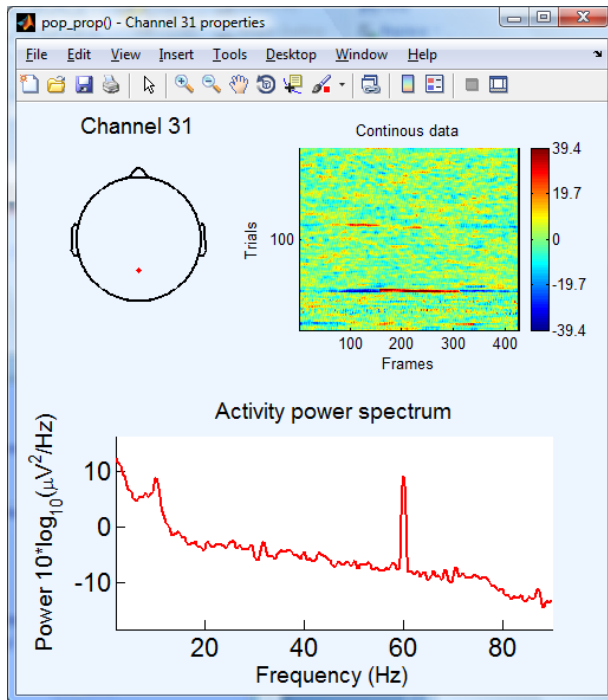 pop_prop() - Channel 31 properties
File Edit View Insert Tools Desktop Window Help
Channel 31
Continous data
Trials
100
100 200 300 400
Frames
39.4
19.7
0
-19.7
-39.4
Activity power spectrum
Power 10*log10(μV2/Hz)
10
0
-10
20 40 60 80
Frequency (Hz)